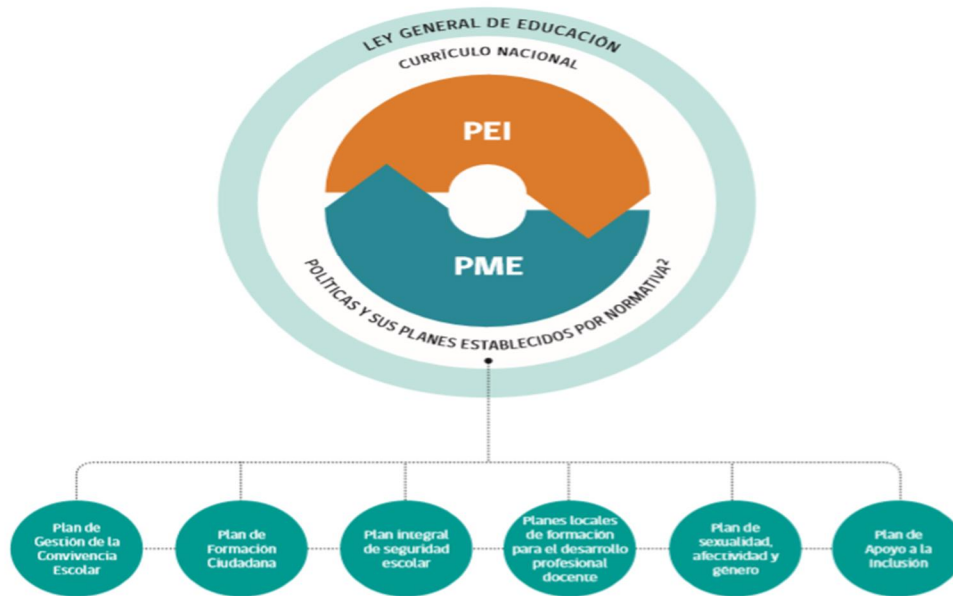 LEY GENERAL DE EDUCACIÓN
CURRÍCULO NACIONAL
PEI
PME
POLÍTICAS Y SUS PLANES ESTABLECIDOS POR NORMATIVA²
Plan de
Gestión de la
Convivencia
Escolar
Plan de
Formación
Ciudadana
Plan integral
de seguridad
escolar
Planes locales
de formación
para el desarrollo
profesional
docente
Plan de
sexualidad,
afectividad y
género
Plan de
Apoyo a la
Inclusión